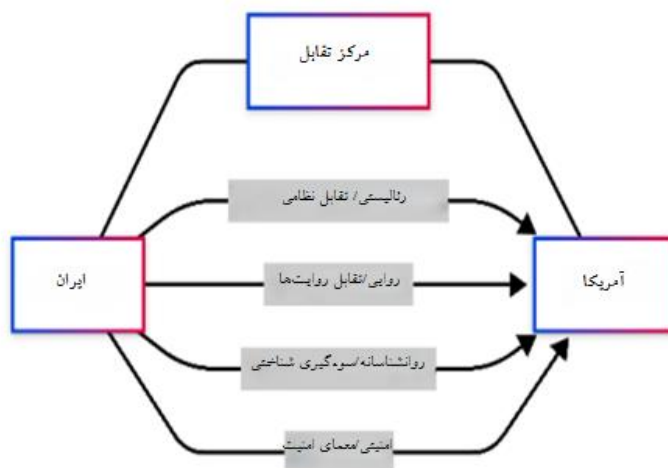 مرکز تقابل
رئالیستی/ تقابل نظامی
ایران
روایی/تقابل روایت‌ها
آمریکا
روانشناسانه/سوءگیری شناختی
امنیتی/معمای امنیت